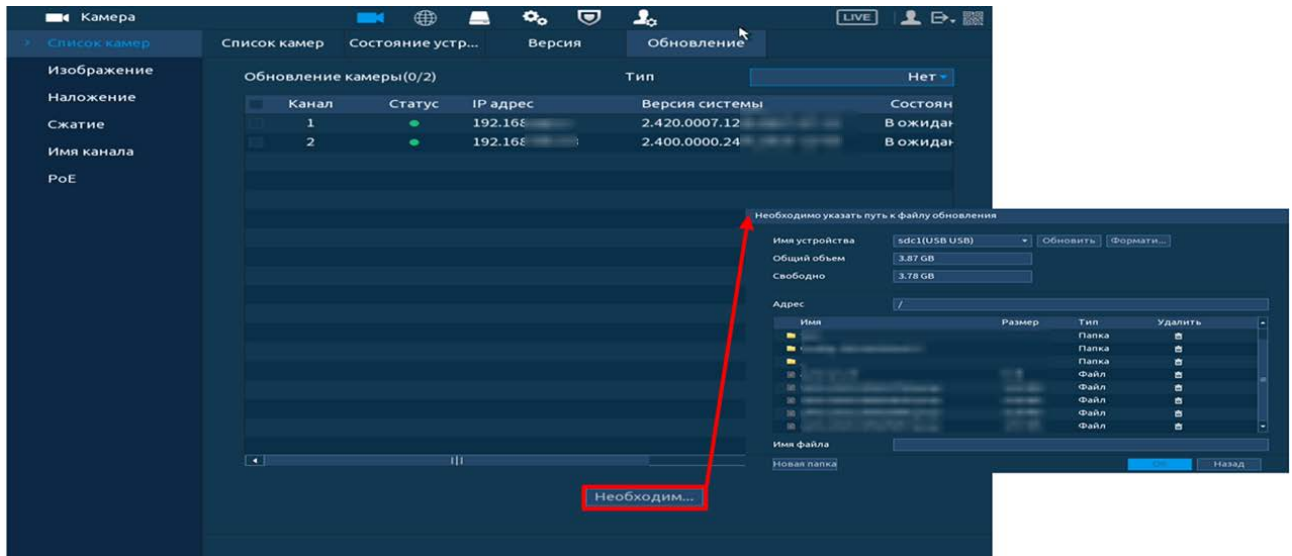 Камера
LIVE
Список камер
Список камер Состояние устр... Версия Обновление
Изображение
Обновление камеры(0/2) Тип Нет
Наложение
Канал Статус IP адрес Версия системы Состоян
Сжатие
1 192.168 2.420.0007.12 В ожидан
Имя канала
2 192.168 2.400.0000.24 В ожидан
PoE
Необходим...
Необходимо указать путь к файлу обновления
Имя устройства sdc1(USB USB) Обновить Формати...
Общий объем 3.87 GB
Свободно 3.78 GB
Адрес /
Имя Размер Тип Удалить
Папка
Папка
Папка
Файл
Файл
Файл
Файл
Файл
Имя файла
Новая папка OK Назад